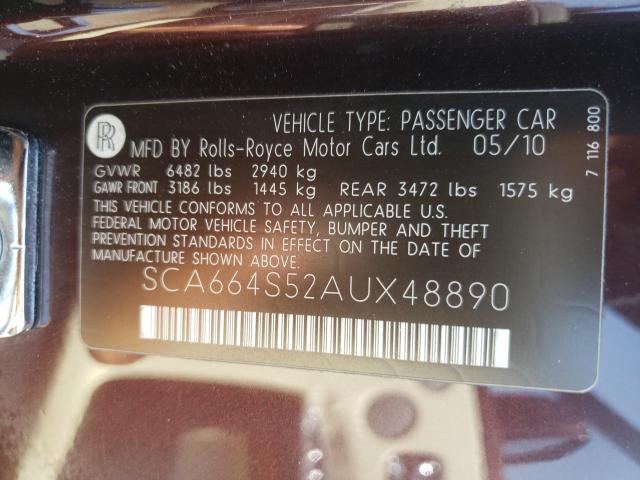 VEHICLE TYPE: PASSENGER CAR
RR MFD BY Rolls-Royce Motor Cars Ltd. 05/10
GVWR 6482 lbs 2940 kg
GAWR FRONT 3186 lbs 1445 kg REAR 3472 lbs 1575 kg
THIS VEHICLE CONFORMS TO ALL APPLICABLE U.S.
FEDERAL MOTOR VEHICLE SAFETY, BUMPER AND THEFT
PREVENTION STANDARDS IN EFFECT ON THE DATE OF
MANUFACTURE SHOWN ABOVE.
SCA664S52AUX48890
7 116 800